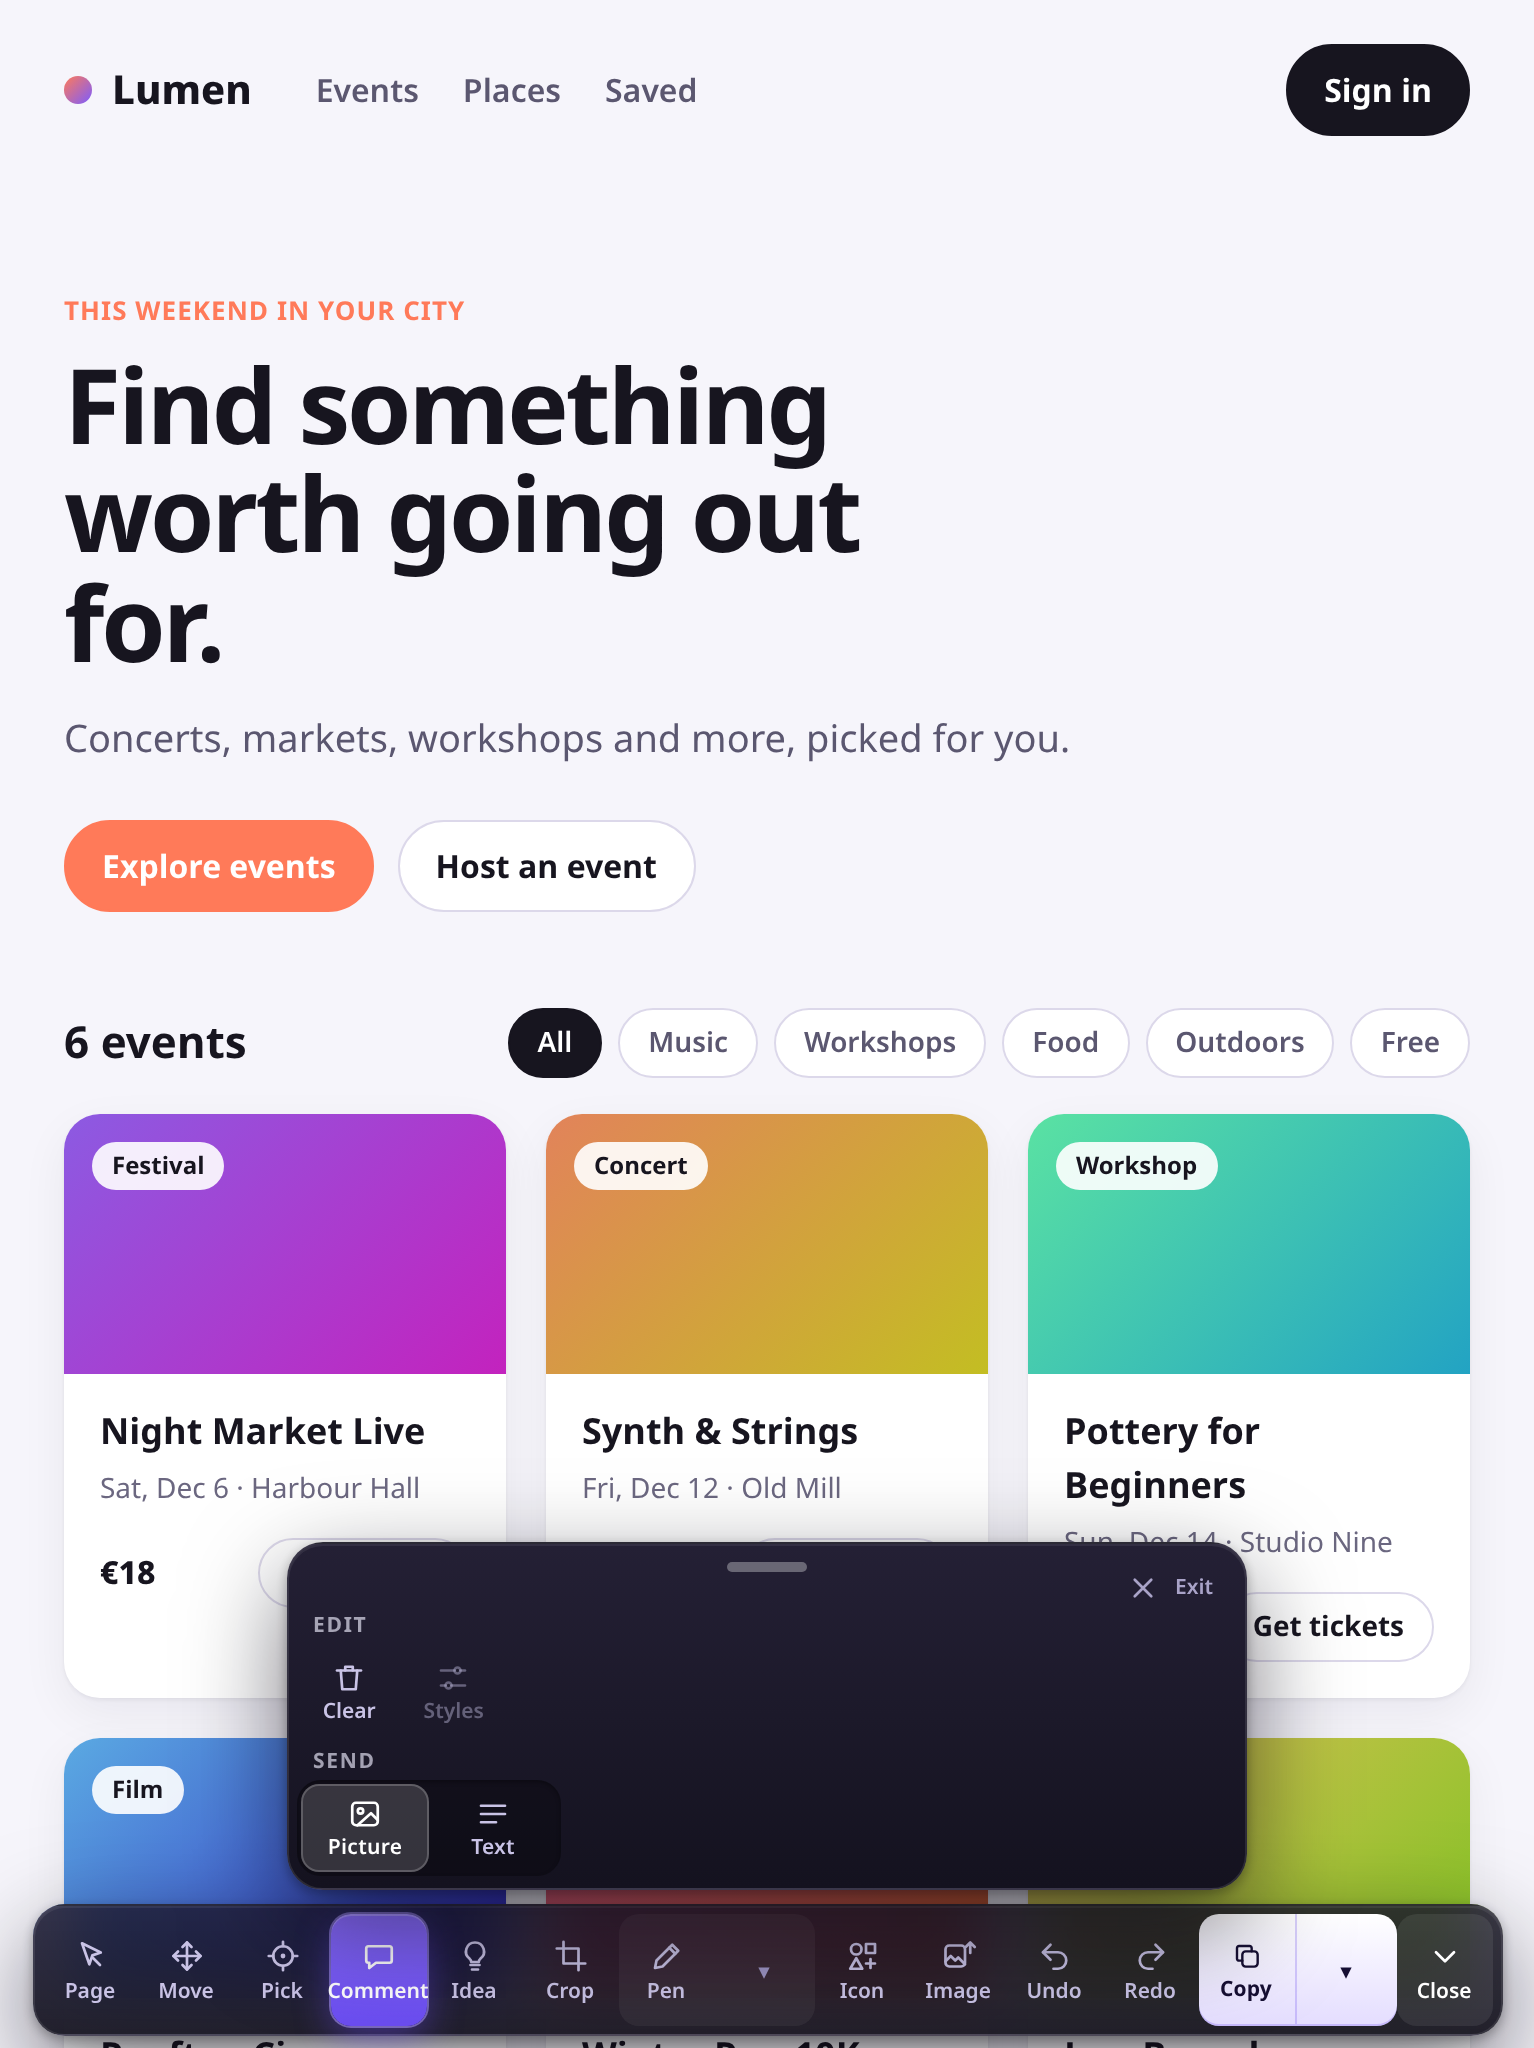 Lumen
Events
Places
Saved
Sign in
THIS WEEKEND IN YOUR CITY
Find something
worth going out
for.
Concerts, markets, workshops and more, picked for you.
Explore events
Host an event
6 events
All
Music
Workshops
Food
Outdoors
Free
Festival
Concert
Workshop
Night Market Live
Sat, Dec 6 · Harbour Hall
€18
Synth & Strings
Fri, Dec 12 · Old Mill
Pottery for
Beginners
Sun, Dec 14 · Studio Nine
Get tickets
Exit
EDIT
Clear
Styles
SEND
Picture
Text
Film
Page
Move
Pick
Comment
Idea
Crop
Pen
Icon
Image
Undo
Redo
Copy
Close